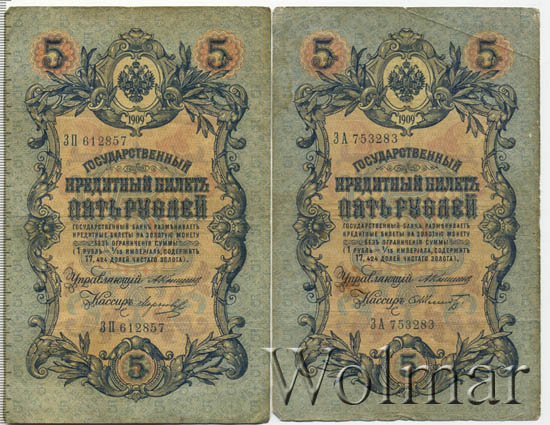 5 5
1909
ЗП 612857
ГОСУДАРСТВЕННЫЙ
КРЕДИТНЫЙ БИЛЕТЪ
ПЯТЬ РУБЛЕЙ
ГОСУДАРСТВЕННЫЙ БАНКЪ РАЗМѢНИВАЕТЪ
КРЕДИТНЫЕ БИЛЕТЫ НА ЗОЛОТУЮ МОНЕТУ
БЕЗЪ ОГРАНИЧЕНІЯ СУММЫ
(1 РУБЛЬ = 1/15 ИМПЕРІАЛА, СОДЕРЖИТЪ
17,424 ДОЛЕЙ ЧИСТАГО ЗОЛОТА).
Управляющій
Кассиръ
ЗП 612857
5
5 5
1909
ЗА 753283
ГОСУДАРСТВЕННЫЙ
КРЕДИТНЫЙ БИЛЕТЪ
ПЯТЬ РУБЛЕЙ
ГОСУДАРСТВЕННЫЙ БАНКЪ РАЗМѢНИВАЕТЪ
КРЕДИТНЫЕ БИЛЕТЫ НА ЗОЛОТУЮ МОНЕТУ
БЕЗЪ ОГРАНИЧЕНІЯ СУММЫ
(1 РУБЛЬ = 1/15 ИМПЕРІАЛА, СОДЕРЖИТЪ
17,424 ДОЛЕЙ ЧИСТАГО ЗОЛОТА).
Управляющій
Кассиръ
ЗА 753283
5
Wolmar